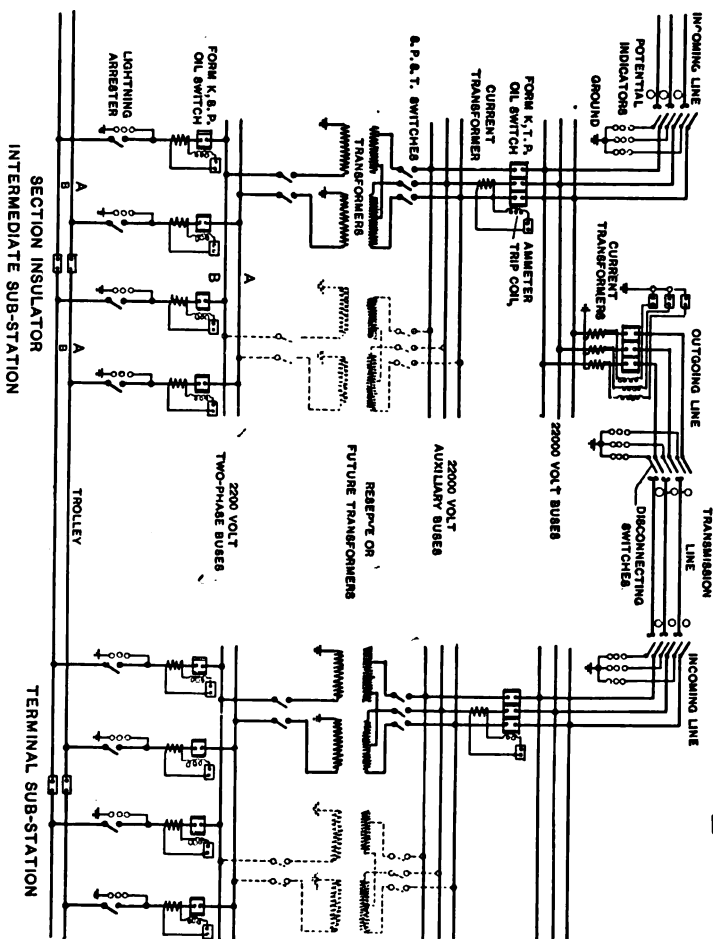 INCOMING LINE
POTENTIAL
INDICATORS
GROUND
FORM K, T. P.
OIL SWITCH
CURRENT
TRANSFORMER
AMMETER
TRIP COIL
S. P. S. T. SWITCHES
TRANSFORMERS
FORM K, S. P.
OIL SWITCH
LIGHTNING
ARRESTER
A
B
A
B
A
B
SECTION INSULATOR
INTERMEDIATE SUB-STATION
CURRENT
TRANSFORMERS
OUTGOING LINE
22000 VOLT BUSES
22000 VOLT
AUXILIARY BUSES
RESERVE OR
FUTURE TRANSFORMERS
2200 VOLT
TWO-PHASE BUSES
TROLLEY
TRANSMISSION
LINE
DISCONNECTING
SWITCHES
INCOMING LINE
TERMINAL SUB-STATION